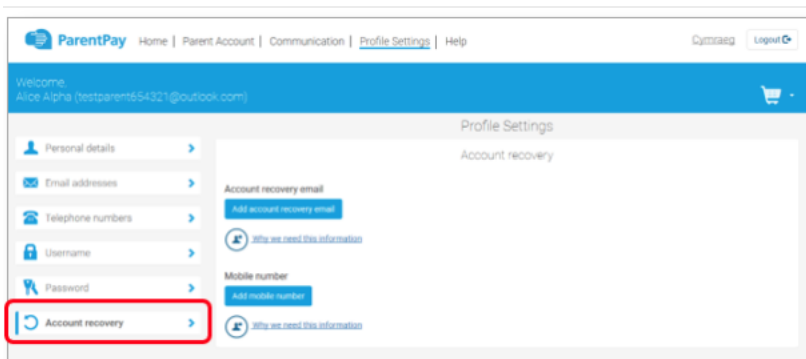 ParentPay Home | Parent Account | Communication | Profile Settings | Help Cymraeg Logout
Welcome,
Alice Alpha (testparent654321@outlook.com)
Profile Settings
Personal details
Email addresses
Telephone numbers
Username
Password
Account recovery
Account recovery
Account recovery email
Add account recovery email
Why we need this information
Mobile number
Add mobile number
Why we need this information